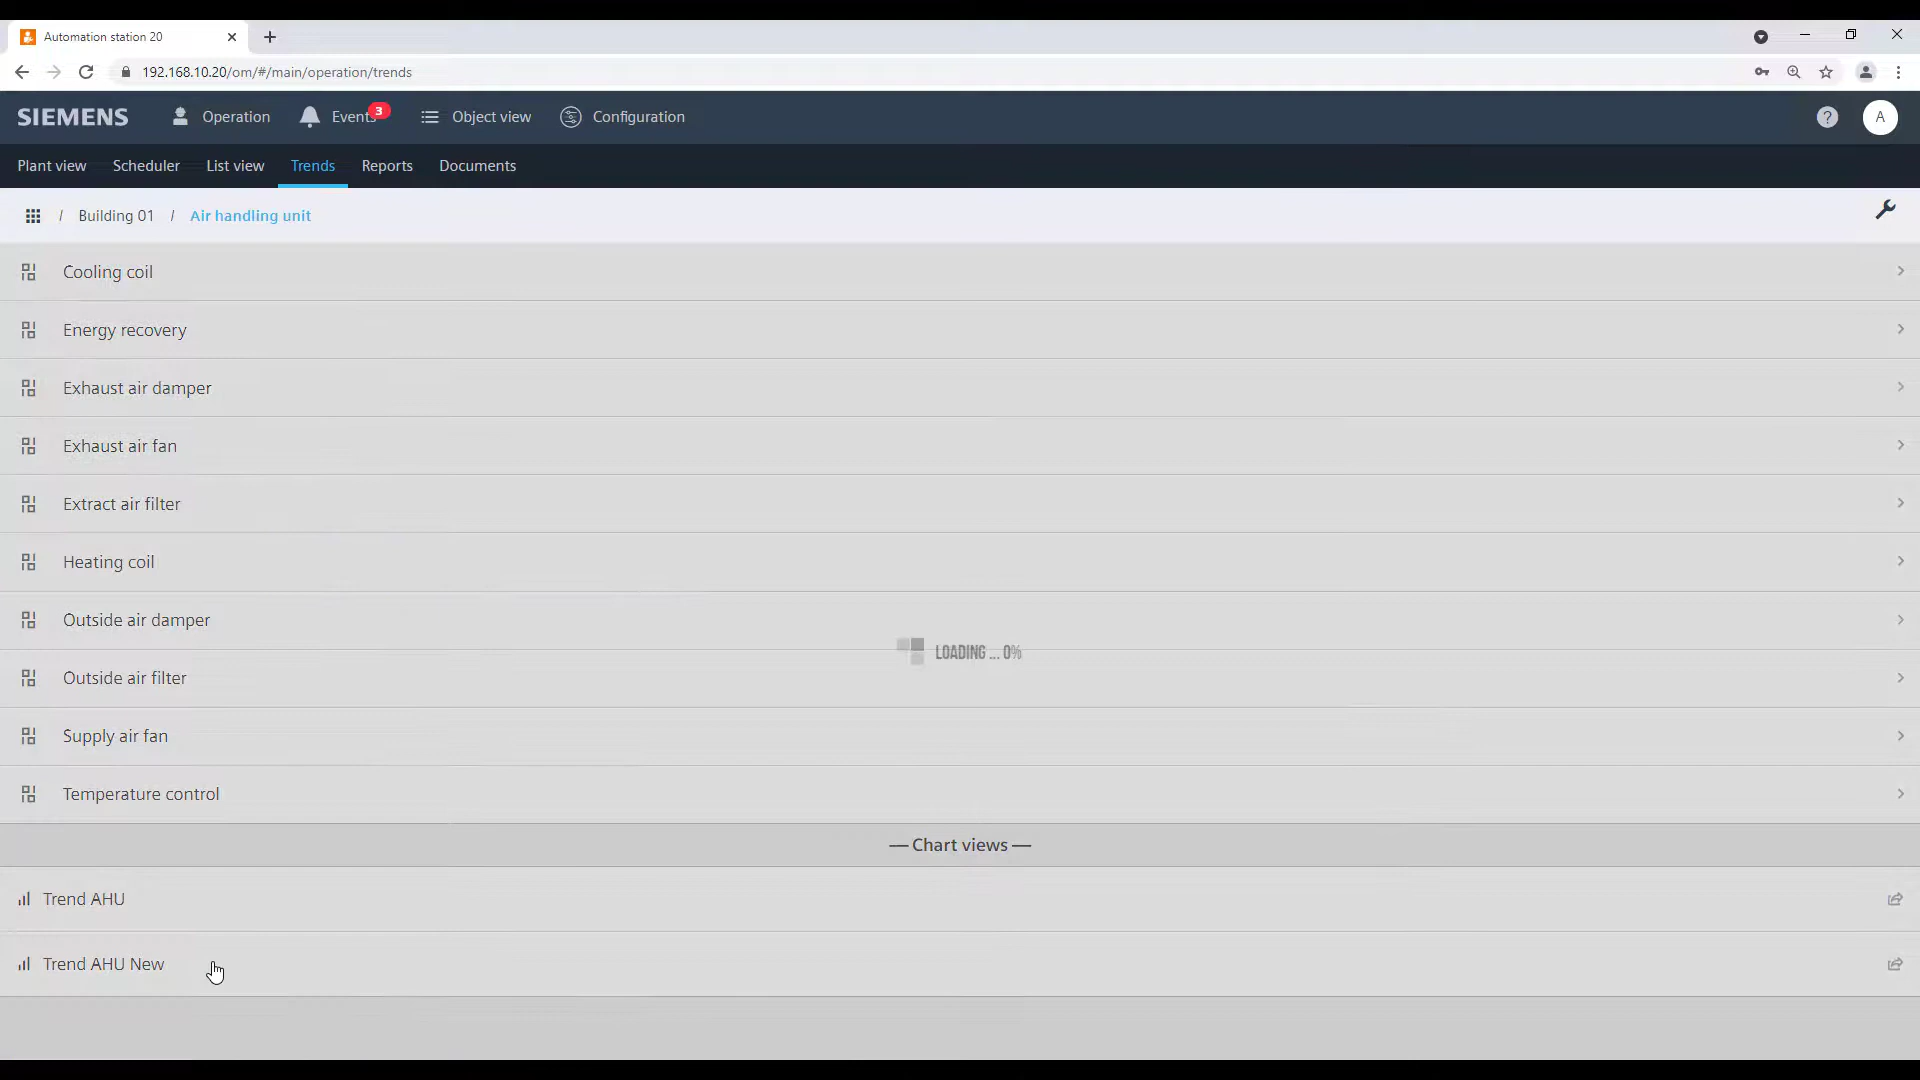 Automation station 20
192.168.10.20/om/#/main/operation/trends
SIEMENS Operation Events 3 Object view Configuration ? A
Plant view Scheduler List view Trends Reports Documents
/ Building 01 / Air handling unit
Cooling coil
Energy recovery
Exhaust air damper
Exhaust air fan
Extract air filter
Heating coil
Outside air damper
LOADING ... 0%
Outside air filter
Supply air fan
Temperature control
— Chart views —
Trend AHU
Trend AHU New